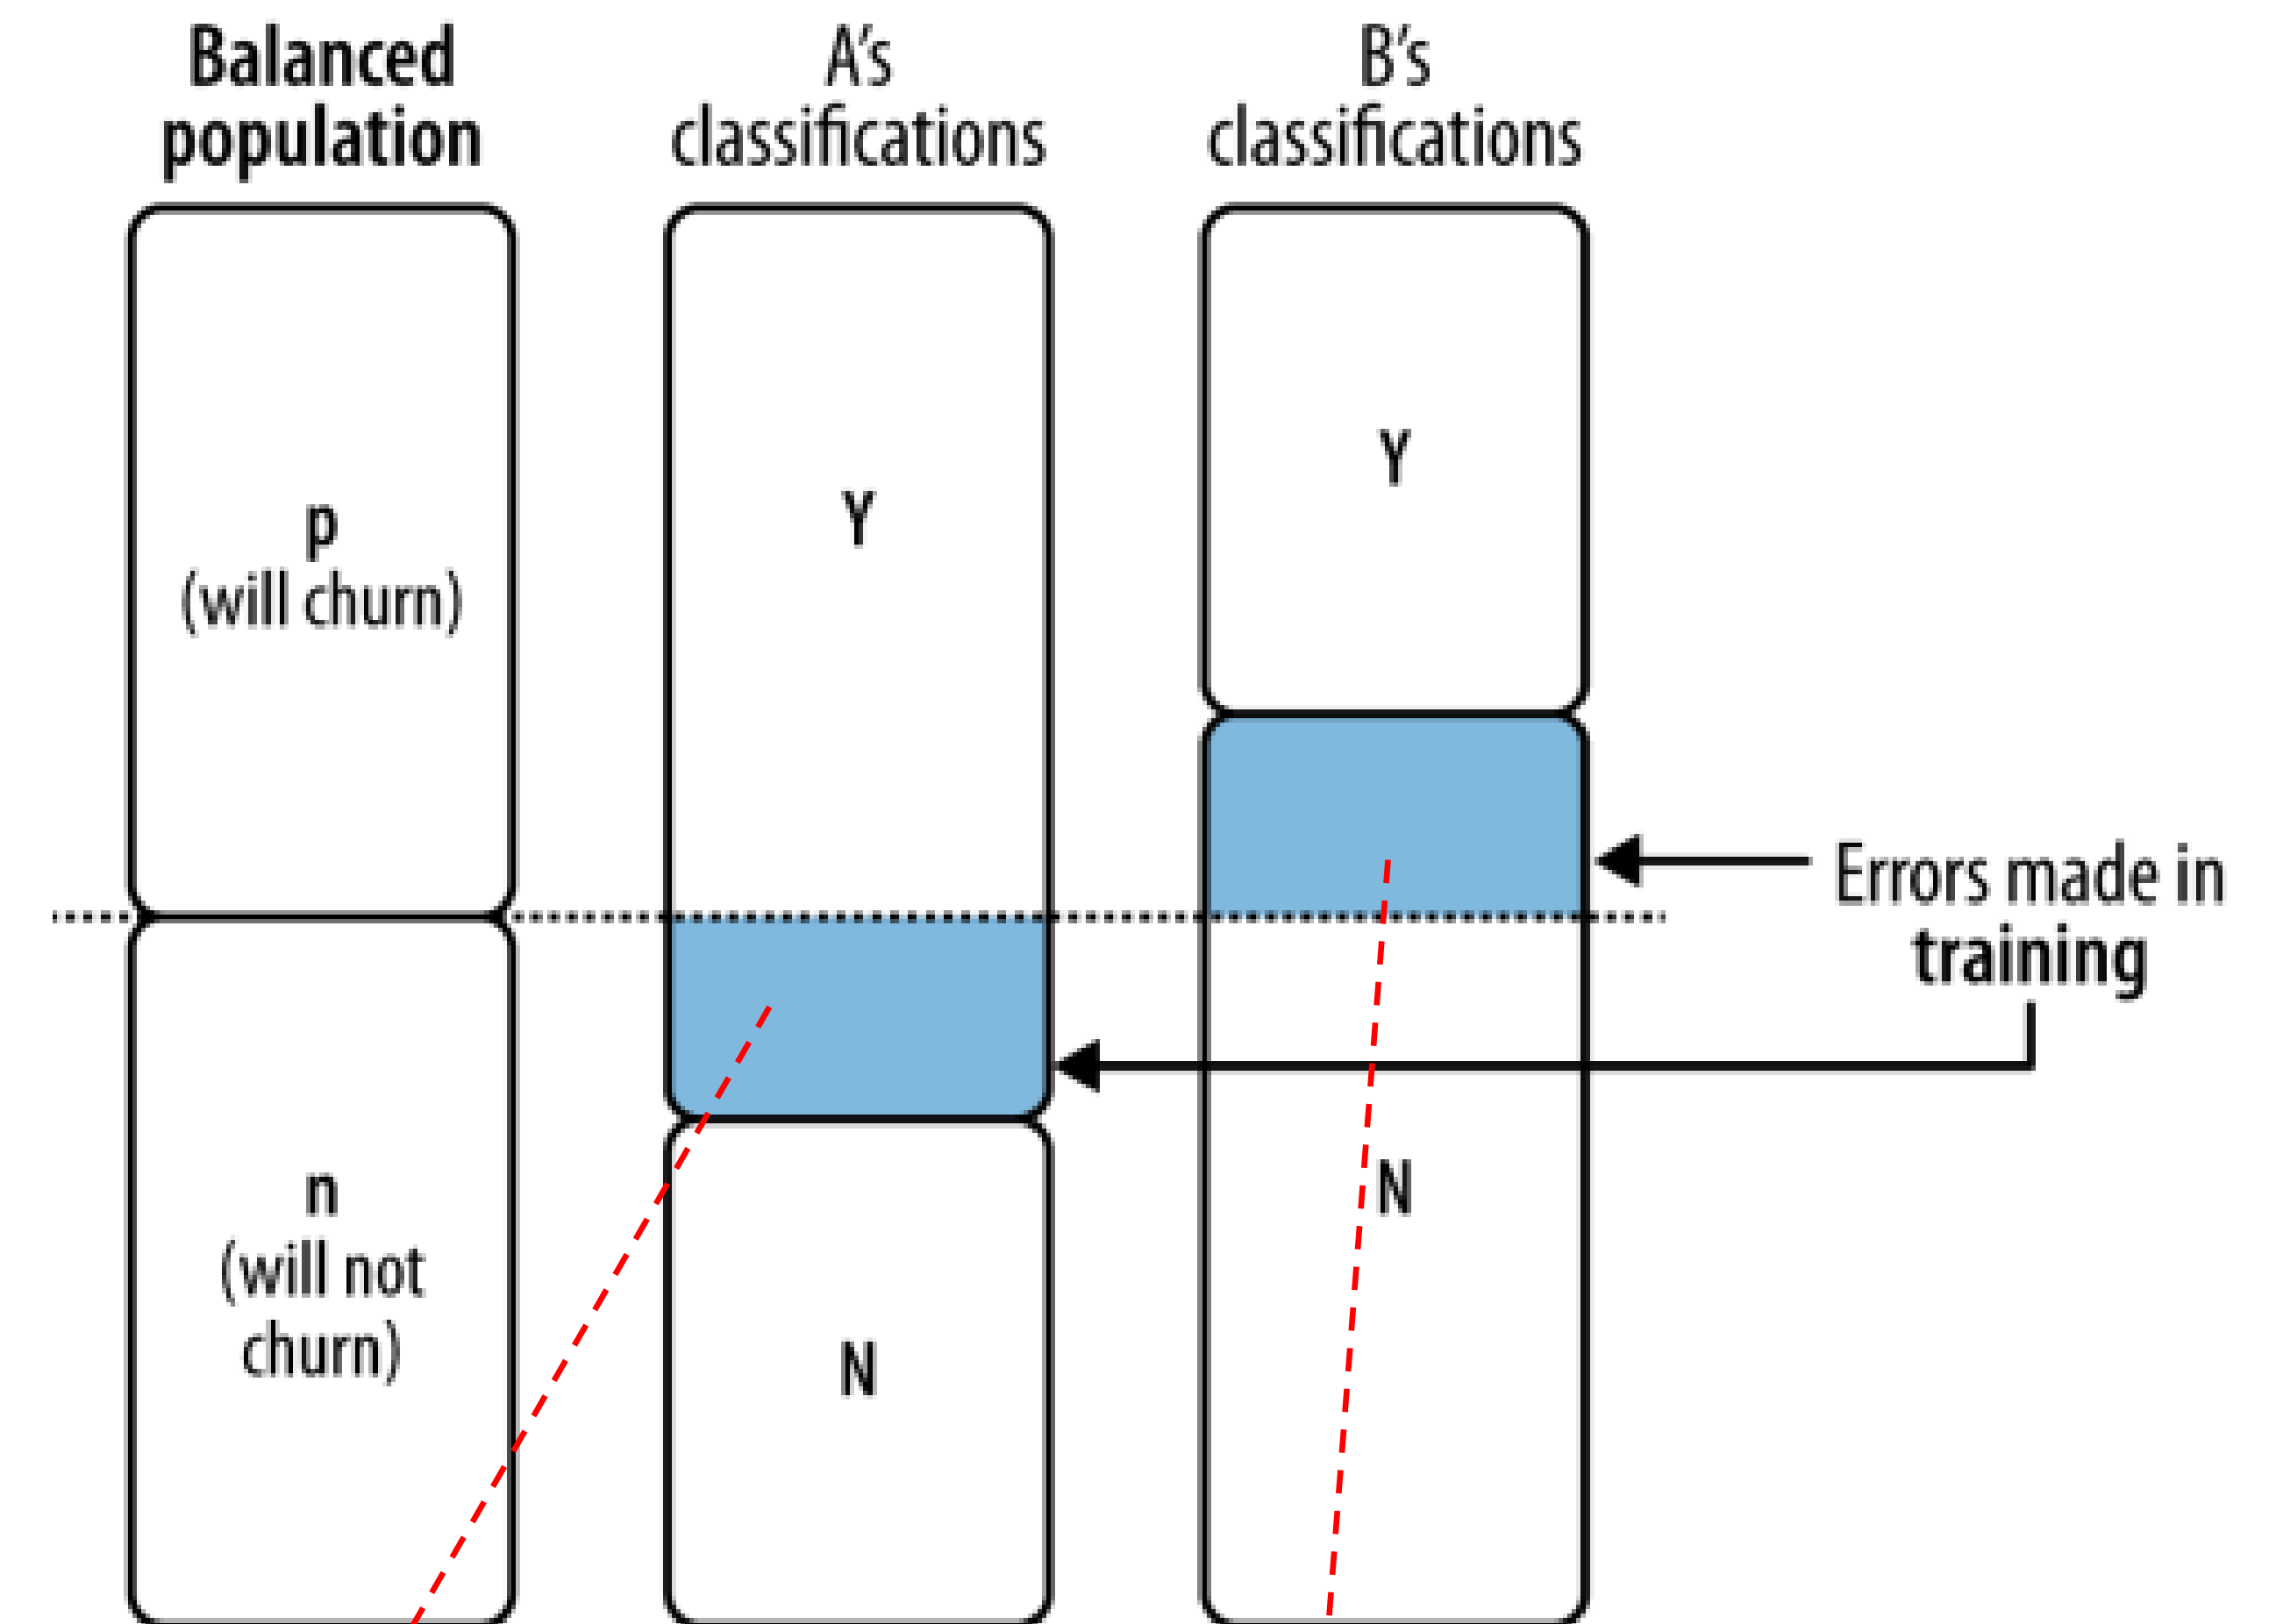 Balanced
population
A's
classifications
B's
classifications
p
(will churn)
n
(will not
churn)
Y
N
Y
N
Errors made in
training